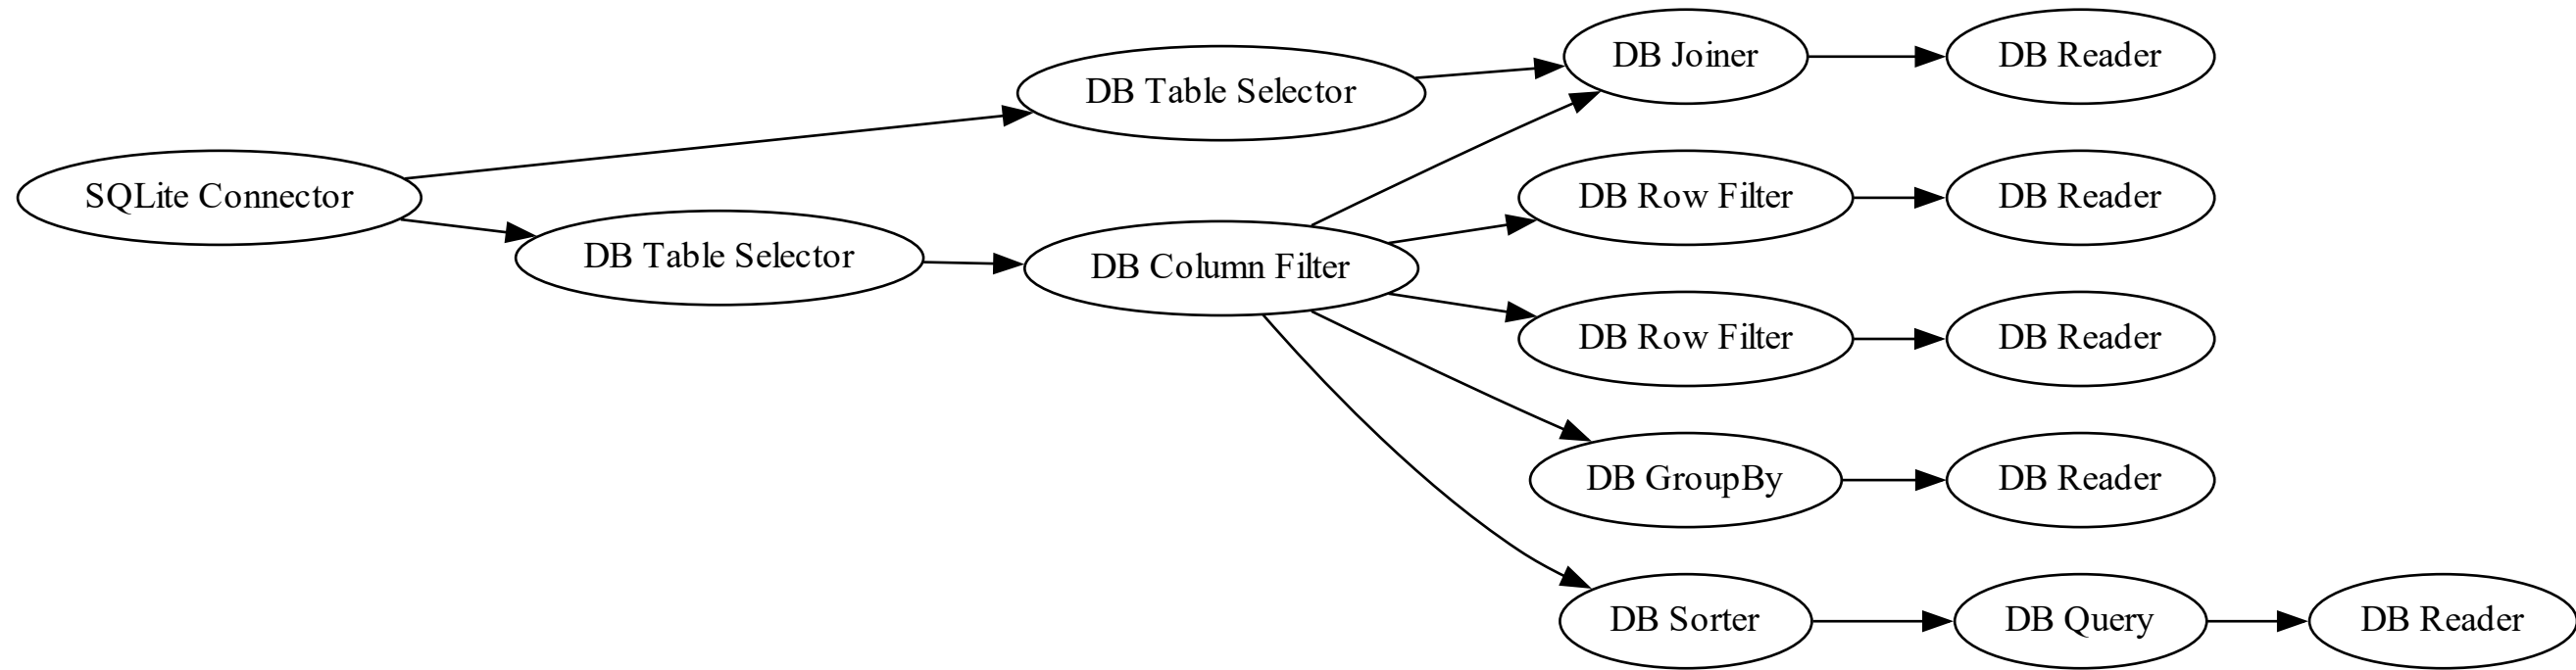 DB Joiner
DB Reader
DB Table Selector
SQLite Connector
DB Row Filter
DB Reader
DB Table Selector
DB Column Filter
DB Row Filter
DB Reader
DB GroupBy
DB Reader
DB Sorter
DB Query
DB Reader